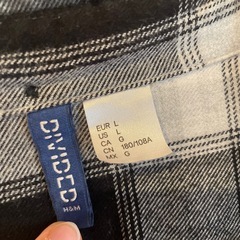 DIVIDED
H&M
EUR L
US L
CA G
CN 180/108A
MX G